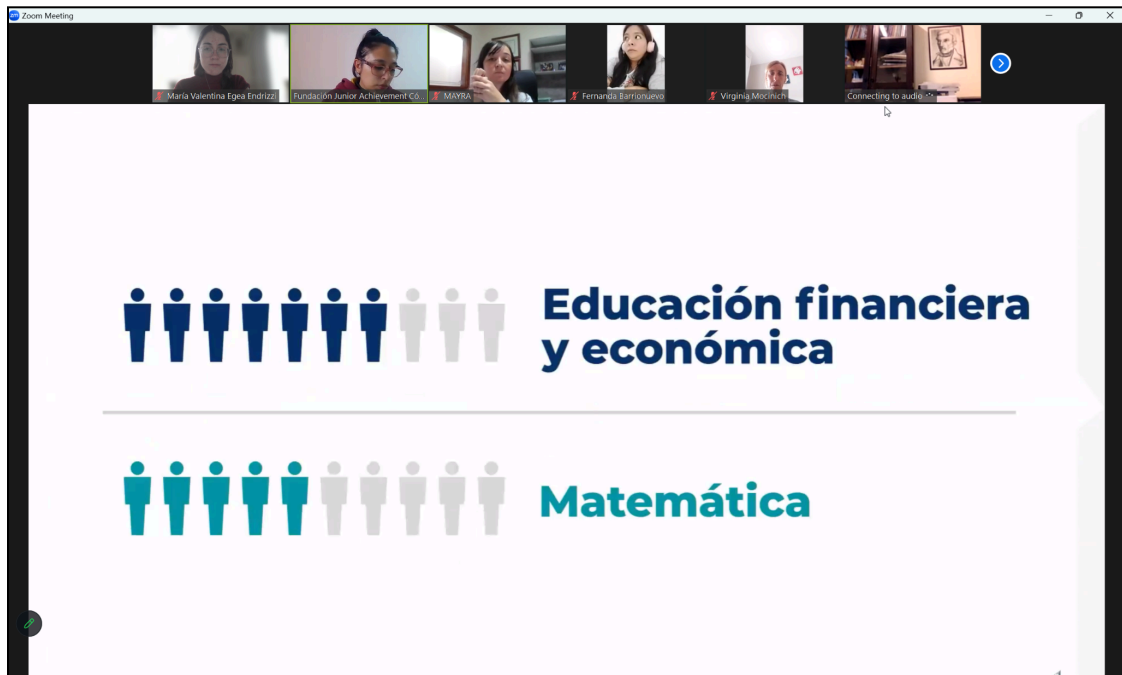 Zoom Meeting
María Valentina Egea Endrizzi
Fundación Junior Achievement Có...
MAYRA
Fernanda Barrionuevo
Virginia Mocinich
Connecting to audio
Educación financiera
y económica
Matemática